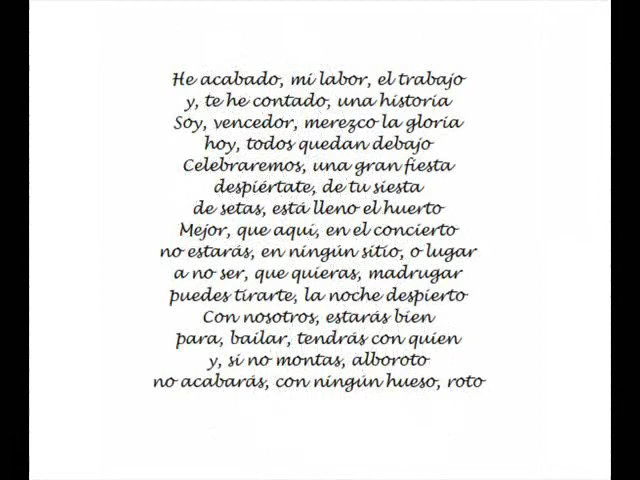 He acabado, mi labor, el trabajo
y, te he contado, una historia
Soy, vencedor, merezco la gloria
hoy, todos quedan debajo
Celebraremos, una gran fiesta
despiértate, de tu siesta
de setas, está lleno el huerto
Mejor, que aquí, en el concierto
no estarás, en ningún sitio, o lugar
a no ser, que quieras, madrugar
puedes tirarte, la noche despierto
Con nosotros, estarás bien
para, bailar, tendrás con quien
y, si no montas, alboroto
no acabarás, con ningún hueso, roto